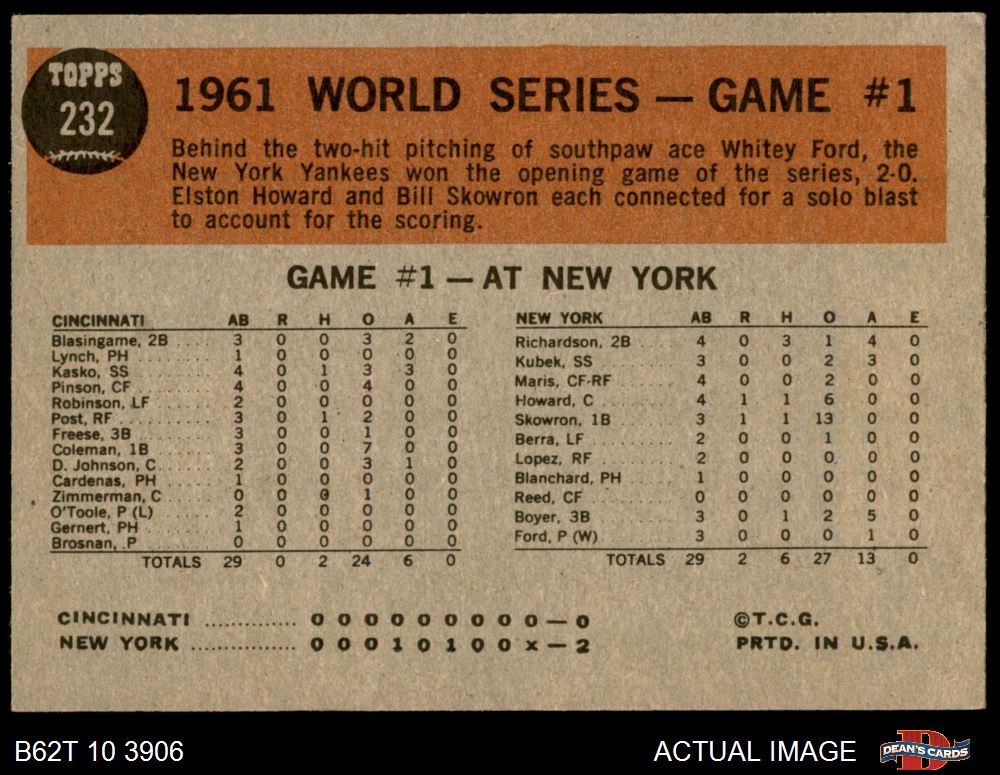 TOPPS
232
1961 WORLD SERIES — GAME #1
Behind the two-hit pitching of southpaw ace Whitey Ford, the
New York Yankees won the opening game of the series, 2-0.
Elston Howard and Bill Skowron each connected for a solo blast
to account for the scoring.
GAME #1 — AT NEW YORK
CINCINNATI AB R H O A E
Blasingame, 2B 3 0 0 3 2 0
Lynch, PH 1 0 0 0 0 0
Kasko, SS 4 0 1 3 3 0
Pinson, CF 4 0 0 4 0 0
Robinson, LF 2 0 0 0 0 0
Post, RF 3 0 1 2 0 0
Freese, 3B 3 0 0 1 0 0
Coleman, 1B 3 0 0 7 0 0
D. Johnson, C 2 0 0 3 1 0
Cardenas, PH 1 0 0 0 0 0
Zimmerman, C 0 0 0 1 0 0
O'Toole, P (L) 2 0 0 0 0 0
Gernert, PH 1 0 0 0 0 0
Brosnan, P 0 0 0 0 0 0
TOTALS 29 0 2 24 6 0
NEW YORK AB R H O A E
Richardson, 2B 4 0 3 1 4 0
Kubek, SS 3 0 0 2 3 0
Maris, CF-RF 4 0 0 2 0 0
Howard, C 4 1 1 6 0 0
Skowron, 1B 3 1 1 13 0 0
Berra, LF 2 0 0 1 0 0
Lopez, RF 2 0 0 0 0 0
Blanchard, PH 1 0 0 0 0 0
Reed, CF 0 0 0 0 0 0
Boyer, 3B 3 0 1 2 5 0
Ford, P (W) 3 0 0 0 1 0
TOTALS 29 2 6 27 13 0
CINCINNATI .............. 0 0 0 0 0 0 0 0 0 — 0
NEW YORK ................ 0 0 0 1 0 1 0 0 x — 2
©T.C.G.
PRTD. IN U.S.A.
B62T 10 3906
ACTUAL IMAGE
DEAN'S CARDS